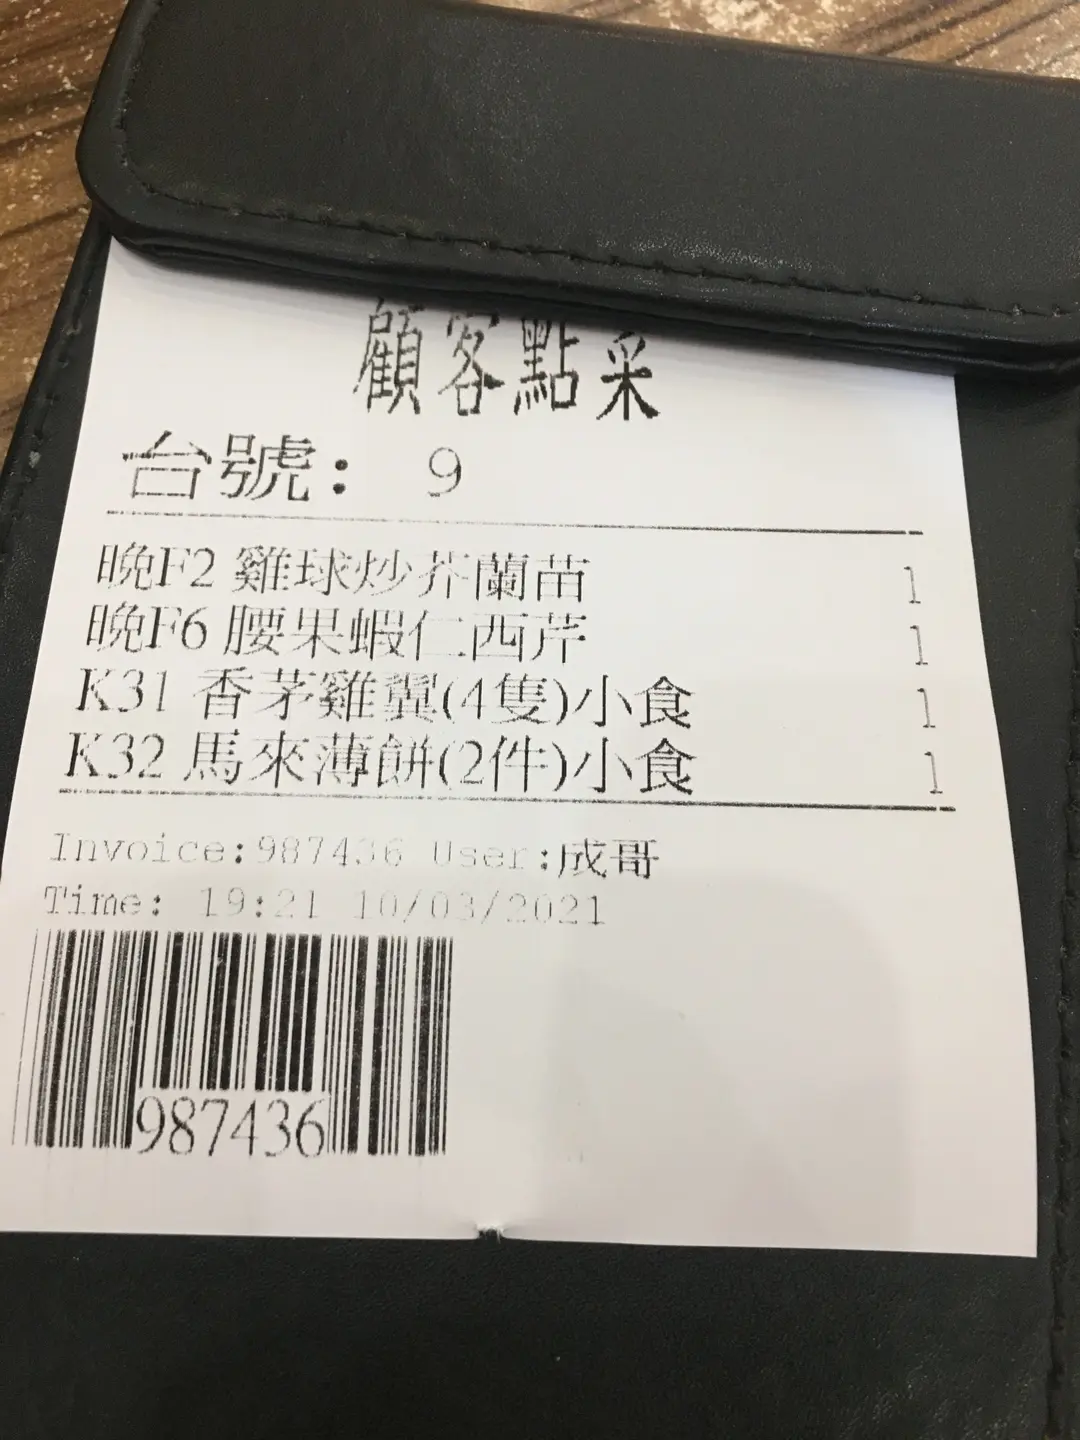 顧客點采
台號: 9
晚F2 雞球炒芥蘭苗 1
晚F6 腰果蝦仁西芹 1
K31 香茅雞翼(4隻)小食 1
K32 馬來薄餅(2件)小食 1
Invoice:987436 User:成哥
Time: 19:21 10/03/2021
987436